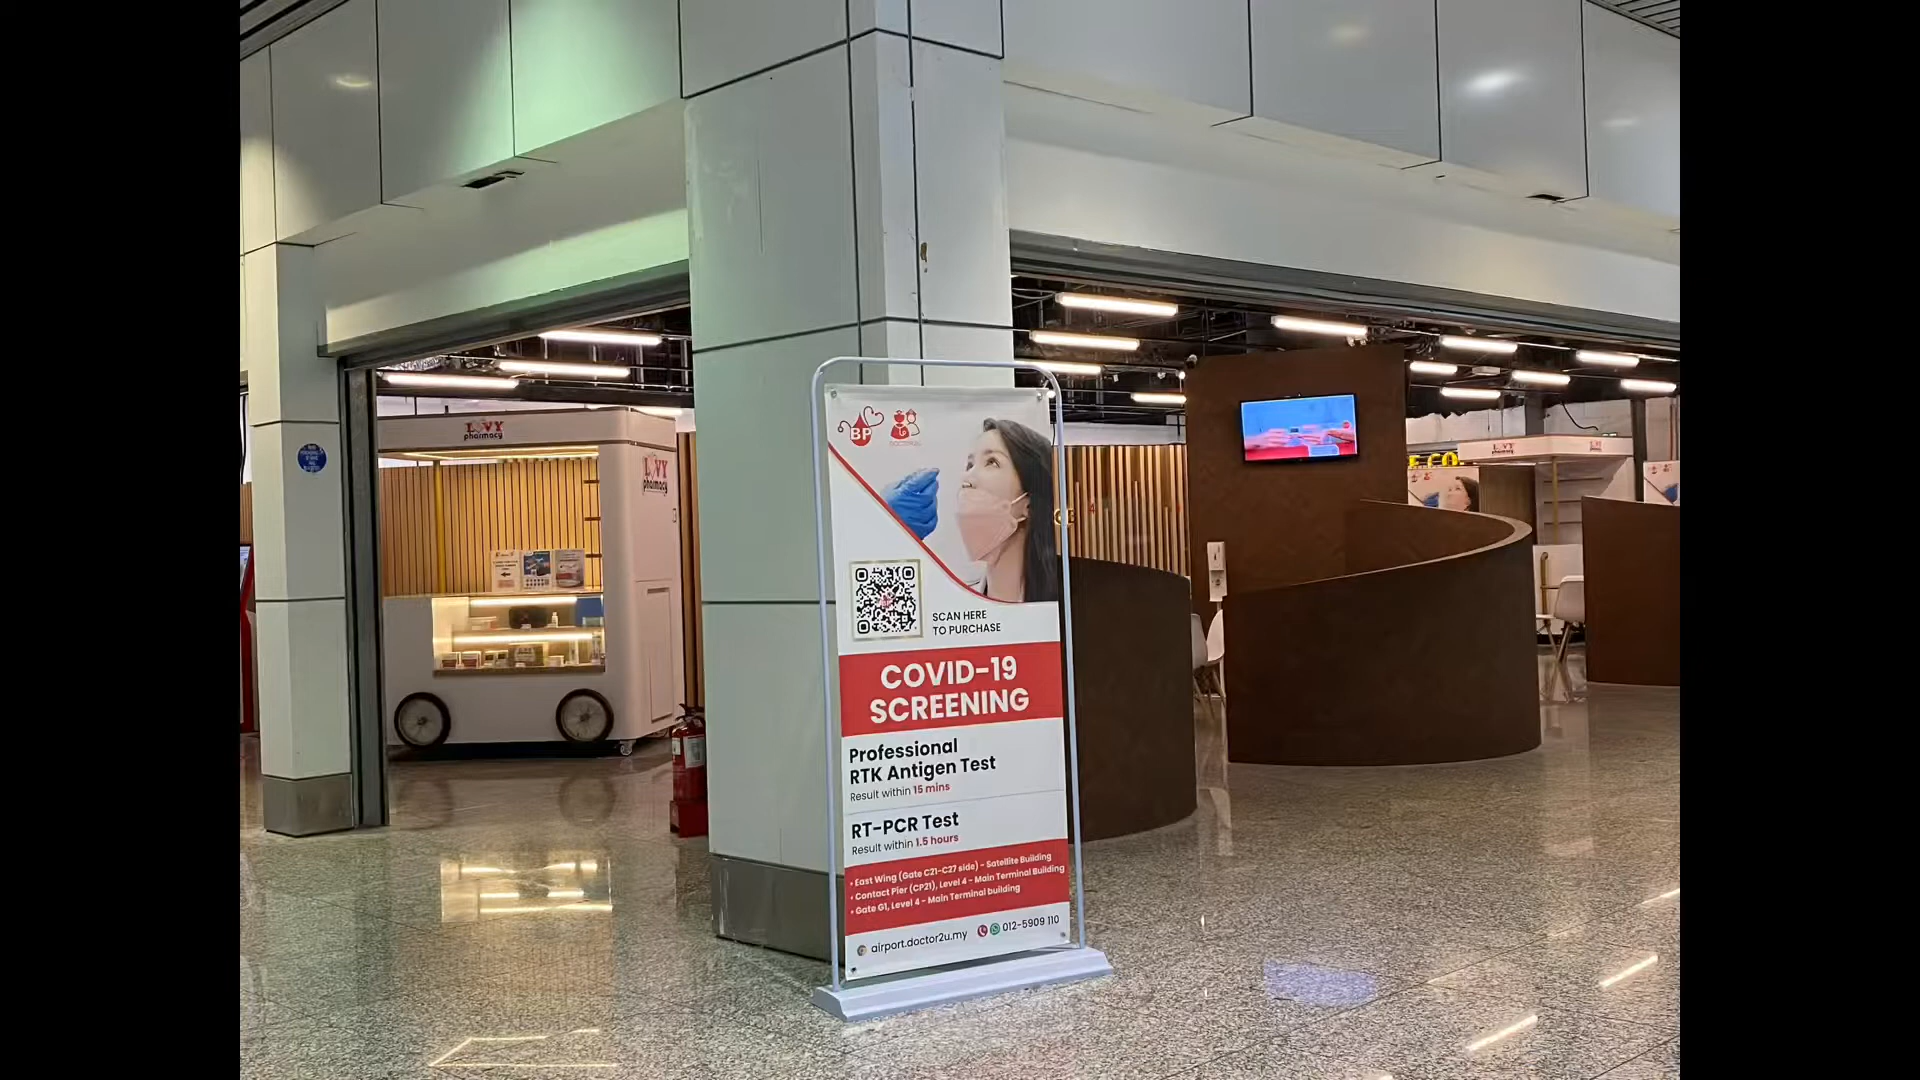 LOVY
pharmacy
LOVY
pharmacy
BP
SCAN HERE
TO PURCHASE
COVID-19
SCREENING
Professional
RTK Antigen Test
Result within 15 mins
RT-PCR Test
Result within 1.5 hours
• East Wing (Gate C21-C27 side) - Satellite Building
• Contact Pier (CP21), Level 4 - Main Terminal Building
• Gate G1, Level 4 - Main Terminal building
airport.doctor2u.my
012-5909 110
LOVY
pharmacy